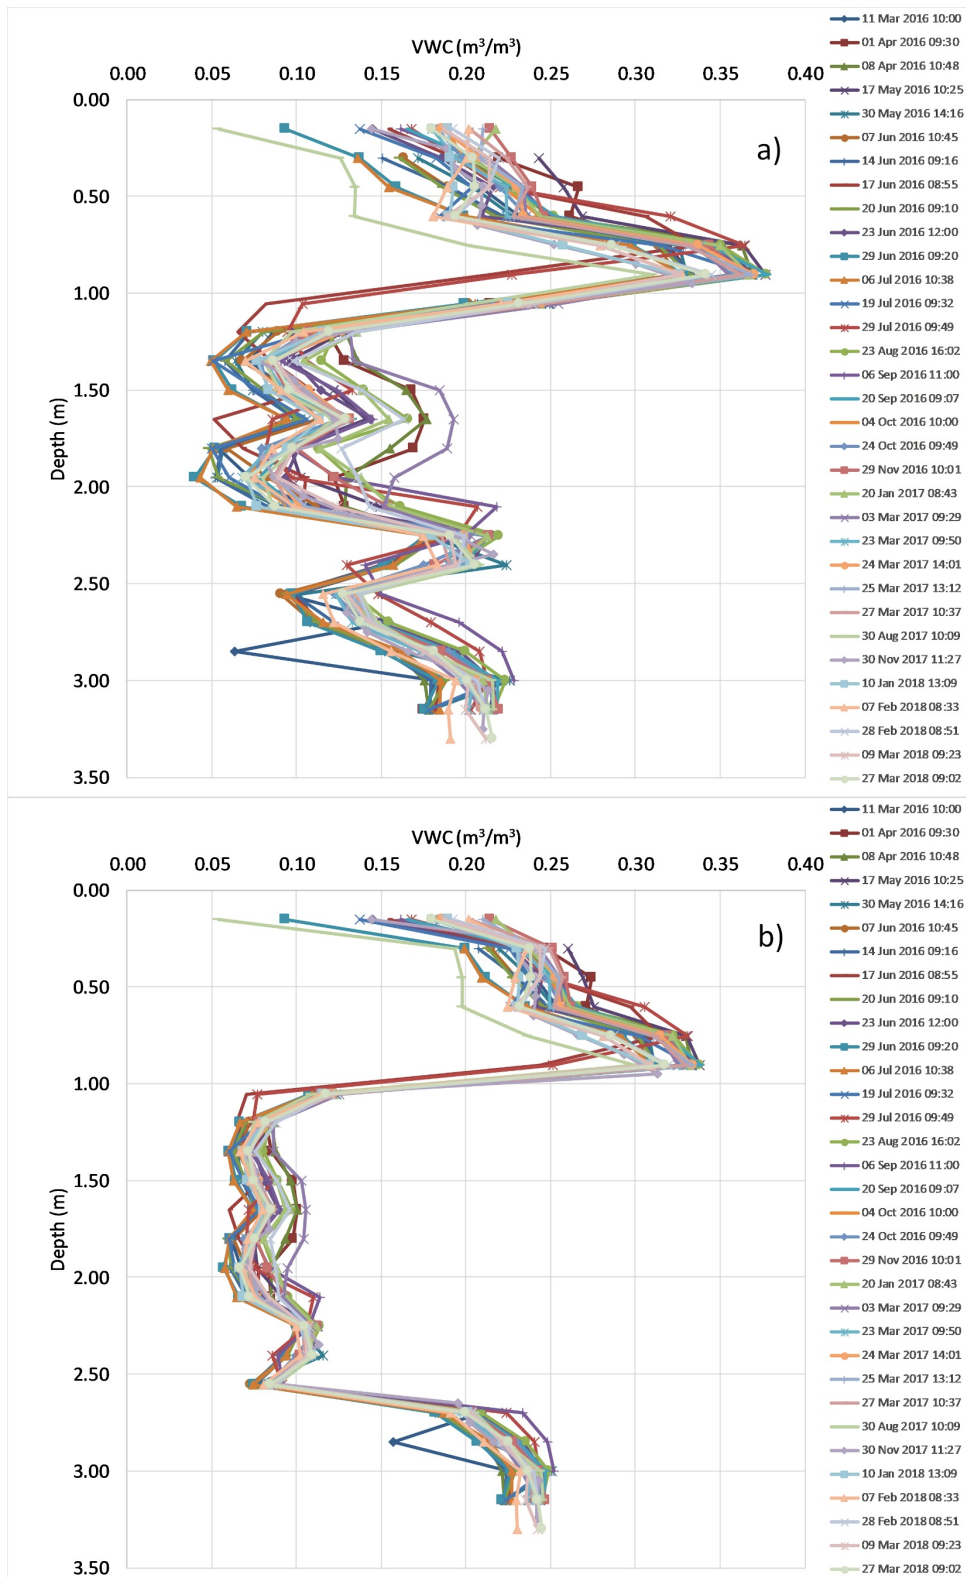 VWC (m³/m³)
0.00 0.05 0.10 0.15 0.20 0.25 0.30 0.35 0.40
0.00
0.50
1.00
1.50
2.00
2.50
3.00
3.50
Depth (m)
a)
11 Mar 2016 10:00
01 Apr 2016 09:30
08 Apr 2016 10:48
17 May 2016 10:25
30 May 2016 14:16
07 Jun 2016 10:45
14 Jun 2016 09:16
17 Jun 2016 08:55
20 Jun 2016 09:10
23 Jun 2016 12:00
29 Jun 2016 09:20
06 Jul 2016 10:38
19 Jul 2016 09:32
29 Jul 2016 09:49
23 Aug 2016 16:02
06 Sep 2016 11:00
20 Sep 2016 09:07
04 Oct 2016 10:00
24 Oct 2016 09:49
29 Nov 2016 10:01
20 Jan 2017 08:43
03 Mar 2017 09:29
23 Mar 2017 09:50
24 Mar 2017 14:01
25 Mar 2017 13:12
27 Mar 2017 10:37
30 Aug 2017 10:09
30 Nov 2017 11:27
10 Jan 2018 13:09
07 Feb 2018 08:33
28 Feb 2018 08:51
09 Mar 2018 09:23
27 Mar 2018 09:02
VWC (m³/m³)
0.00 0.05 0.10 0.15 0.20 0.25 0.30 0.35 0.40
0.00
0.50
1.00
1.50
2.00
2.50
3.00
3.50
Depth (m)
b)
11 Mar 2016 10:00
01 Apr 2016 09:30
08 Apr 2016 10:48
17 May 2016 10:25
30 May 2016 14:16
07 Jun 2016 10:45
14 Jun 2016 09:16
17 Jun 2016 08:55
20 Jun 2016 09:10
23 Jun 2016 12:00
29 Jun 2016 09:20
06 Jul 2016 10:38
19 Jul 2016 09:32
29 Jul 2016 09:49
23 Aug 2016 16:02
06 Sep 2016 11:00
20 Sep 2016 09:07
04 Oct 2016 10:00
24 Oct 2016 09:49
29 Nov 2016 10:01
20 Jan 2017 08:43
03 Mar 2017 09:29
23 Mar 2017 09:50
24 Mar 2017 14:01
25 Mar 2017 13:12
27 Mar 2017 10:37
30 Aug 2017 10:09
30 Nov 2017 11:27
10 Jan 2018 13:09
07 Feb 2018 08:33
28 Feb 2018 08:51
09 Mar 2018 09:23
27 Mar 2018 09:02